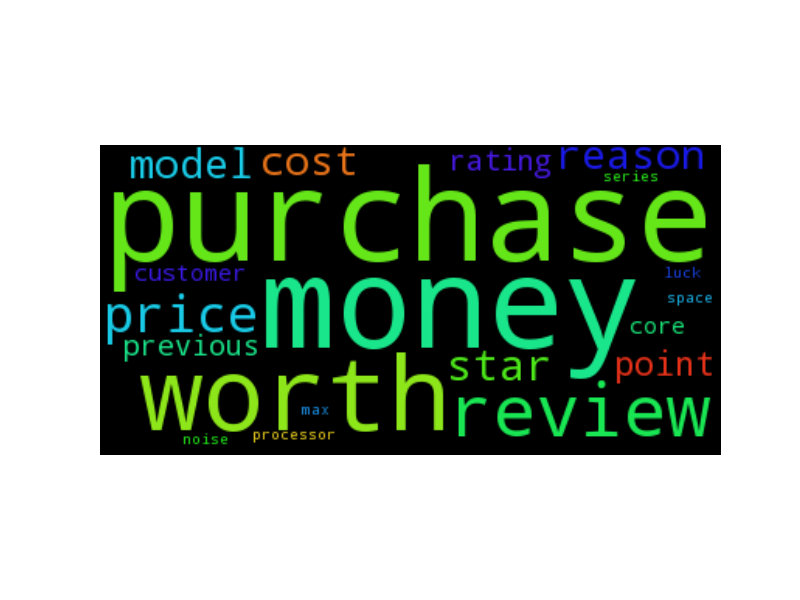 model cost rating reason
series
purchase
customer luck
money space
price core
previous
star point
worth review
max
noise processor